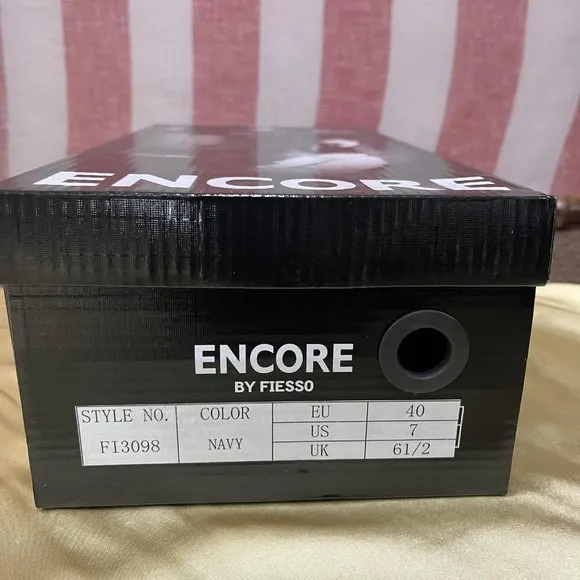 ENCORE
ENCORE
BY FIESSO
STYLE NO. COLOR EU 40
US 7
FI3098 NAVY UK 61/2